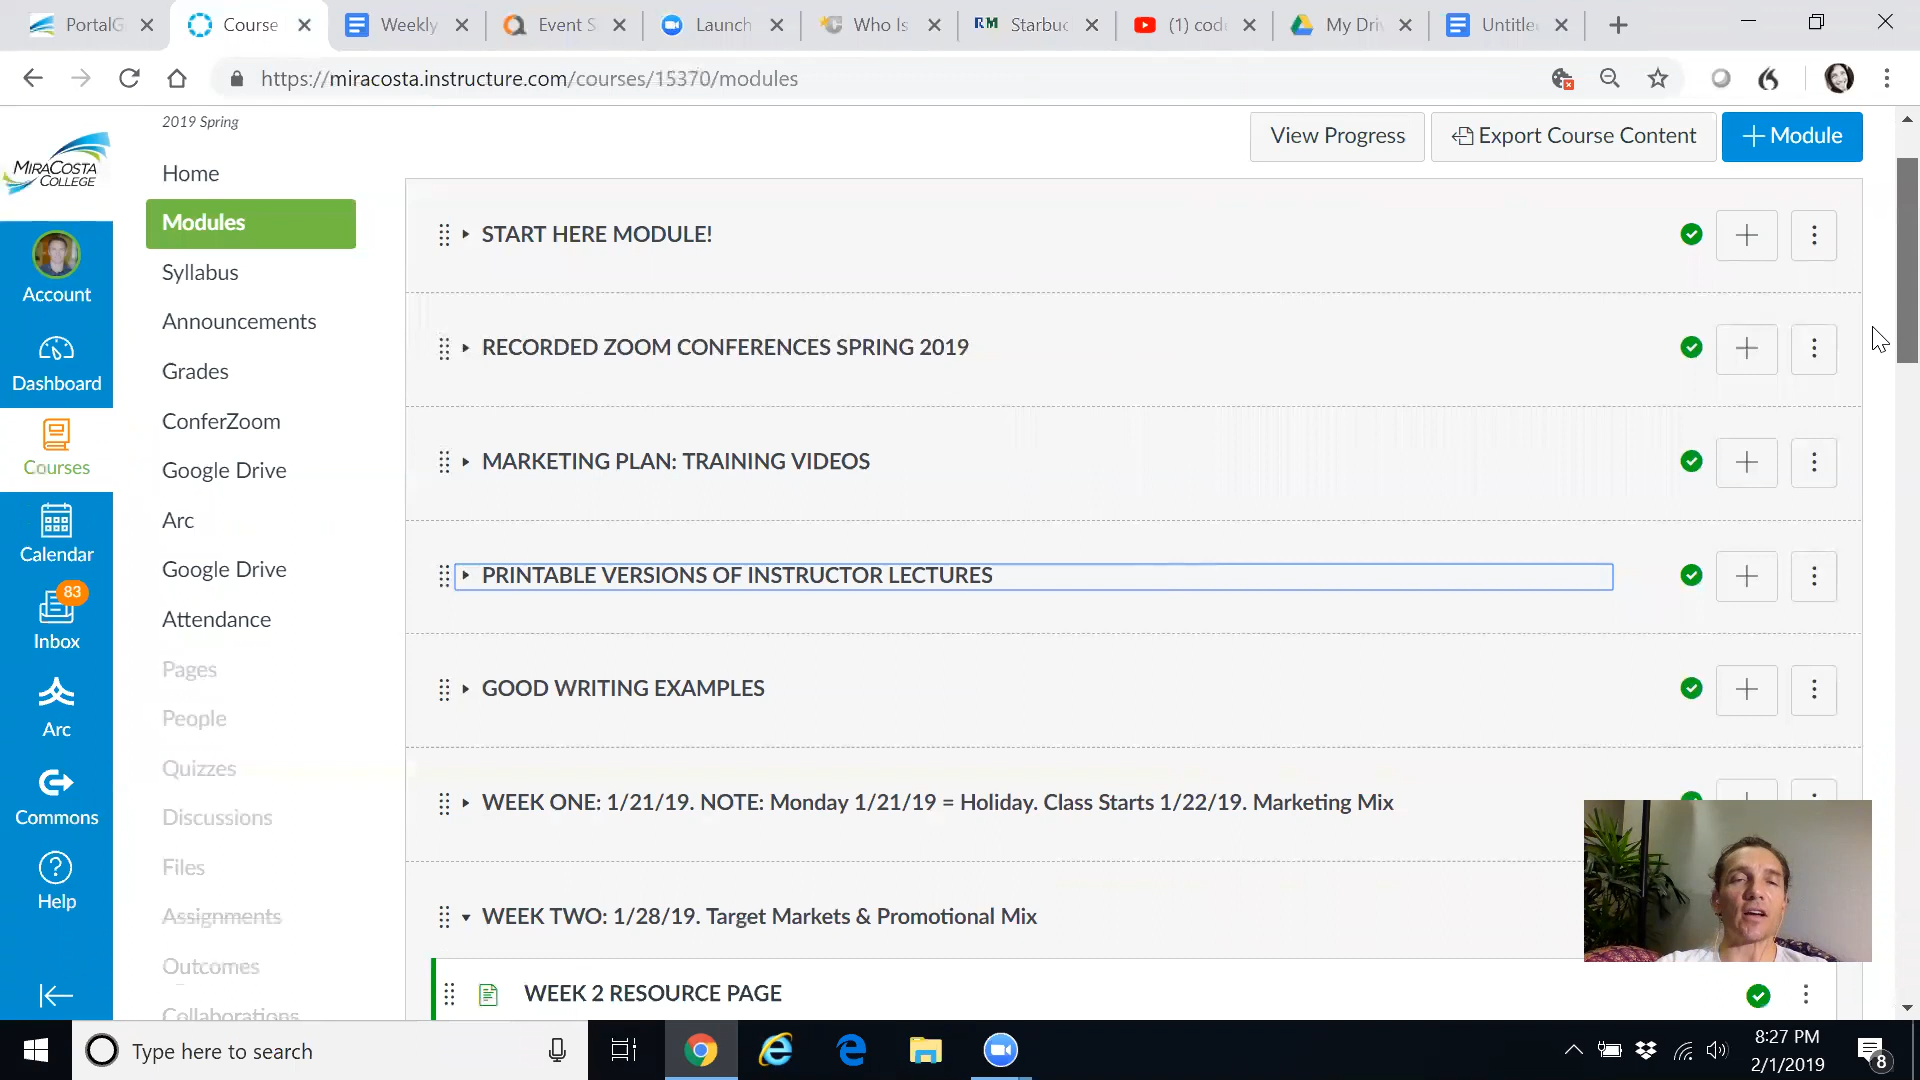 PortalG
Course
Weekly
Event S
Launch
Who Is
RM
Starbuc
(1) cod
My Driv
Untitle
https://miracosta.instructure.com/courses/15370/modules
2019 Spring
View Progress
Export Course Content
+ Module
MIRACOSTA
COLLEGE
Account
Dashboard
Courses
Calendar
83
Inbox
Arc
Commons
Help
Home
Modules
Syllabus
Announcements
Grades
ConferZoom
Google Drive
Arc
Google Drive
Attendance
Pages
People
Quizzes
Discussions
Files
Assignments
Outcomes
Collaborations
START HERE MODULE!
RECORDED ZOOM CONFERENCES SPRING 2019
MARKETING PLAN: TRAINING VIDEOS
PRINTABLE VERSIONS OF INSTRUCTOR LECTURES
GOOD WRITING EXAMPLES
WEEK ONE: 1/21/19. NOTE: Monday 1/21/19 = Holiday. Class Starts 1/22/19. Marketing Mix
WEEK TWO: 1/28/19. Target Markets & Promotional Mix
WEEK 2 RESOURCE PAGE
Type here to search
8:27 PM
2/1/2019
8